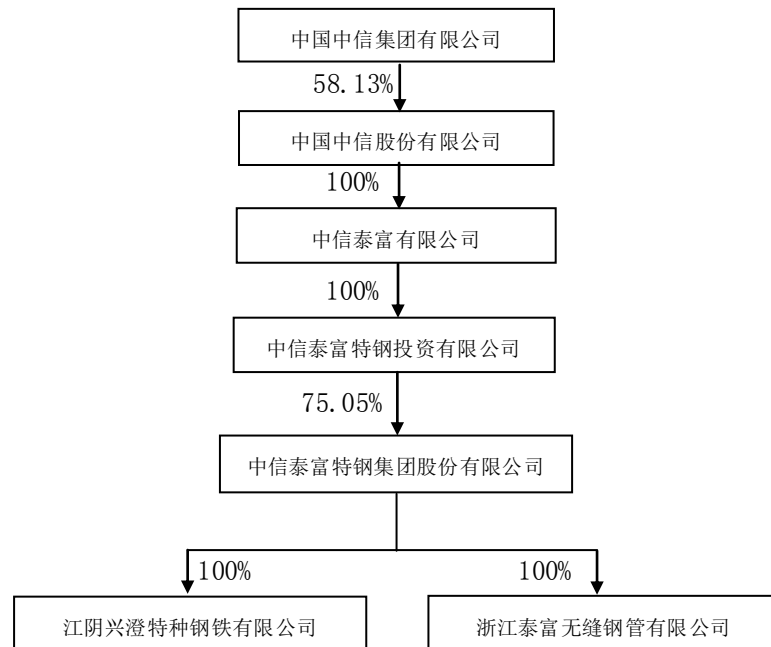 中国中信集团有限公司
58.13%
中国中信股份有限公司
100%
中信泰富有限公司
100%
中信泰富特钢投资有限公司
75.05%
中信泰富特钢集团股份有限公司
100%
100%
江阴兴澄特种钢铁有限公司
浙江泰富无缝钢管有限公司